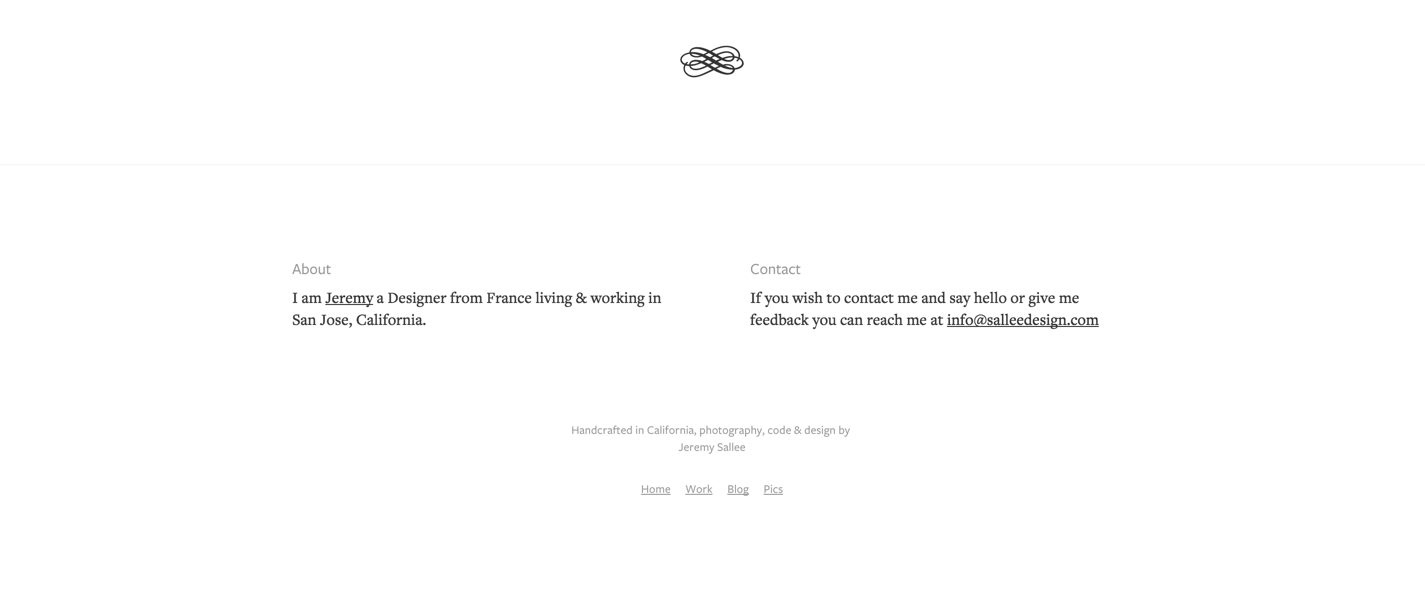 About
I am Jeremy a Designer from France living & working in
San Jose, California.
Contact
If you wish to contact me and say hello or give me
feedback you can reach me at info@salleedesign.com
Handcrafted in California, photography, code & design by
Jeremy Sallee
Home Work Blog Pics